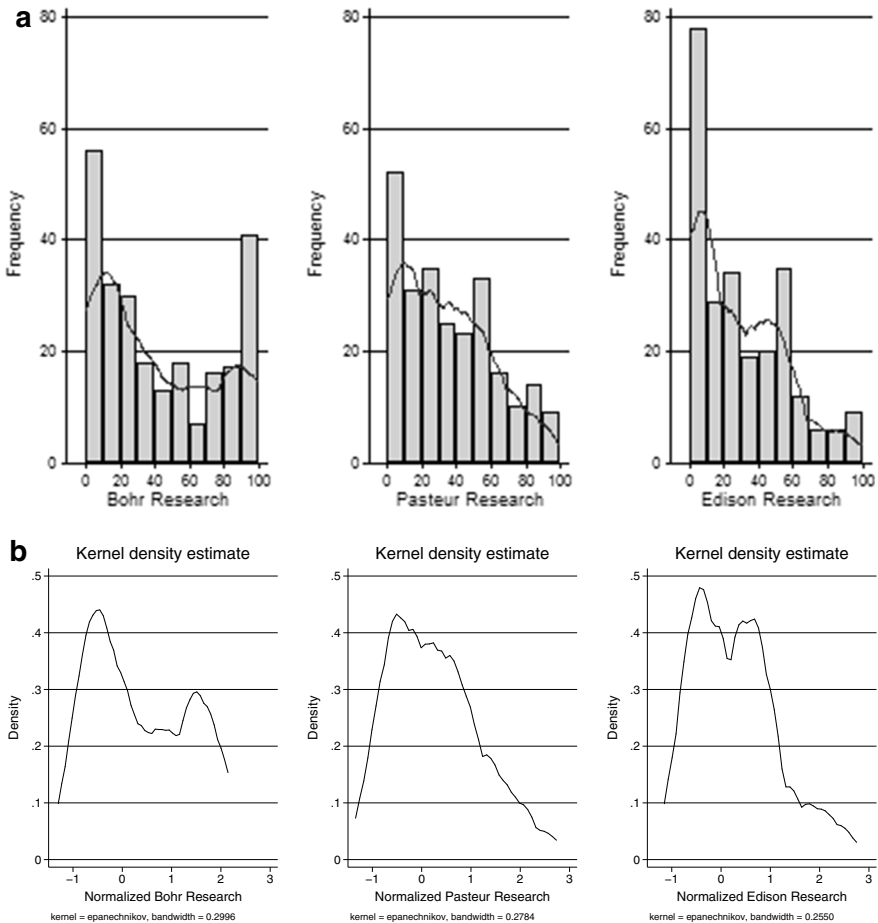 a
80
60
40
20
0
Frequency
0 20 40 60 80 100
Bohr Research
80
60
40
20
0
Frequency
0 20 40 60 80 100
Pasteur Research
80
60
40
20
0
Frequency
0 20 40 60 80 100
Edison Research
b
Kernel density estimate
.5
.4
.3
.2
.1
0
Density
−1 0 1 2 3
Normalized Bohr Research
kernel = epanechnikov, bandwidth = 0.2996
Kernel density estimate
.5
.4
.3
.2
.1
0
Density
−1 0 1 2 3
Normalized Pasteur Research
kernel = epanechnikov, bandwidth = 0.2784
Kernel density estimate
.5
.4
.3
.2
.1
0
Density
−1 0 1 2 3
Normalized Edison Research
kernel = epanechnikov, bandwidth = 0.2550